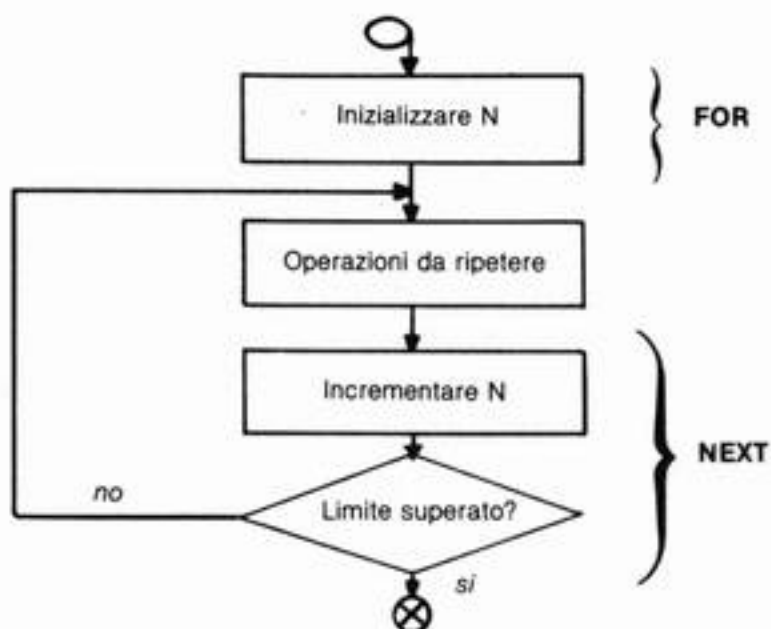 Inizializzare N
FOR
Operazioni da ripetere
Incrementare N
NEXT
no
Limite superato?
si